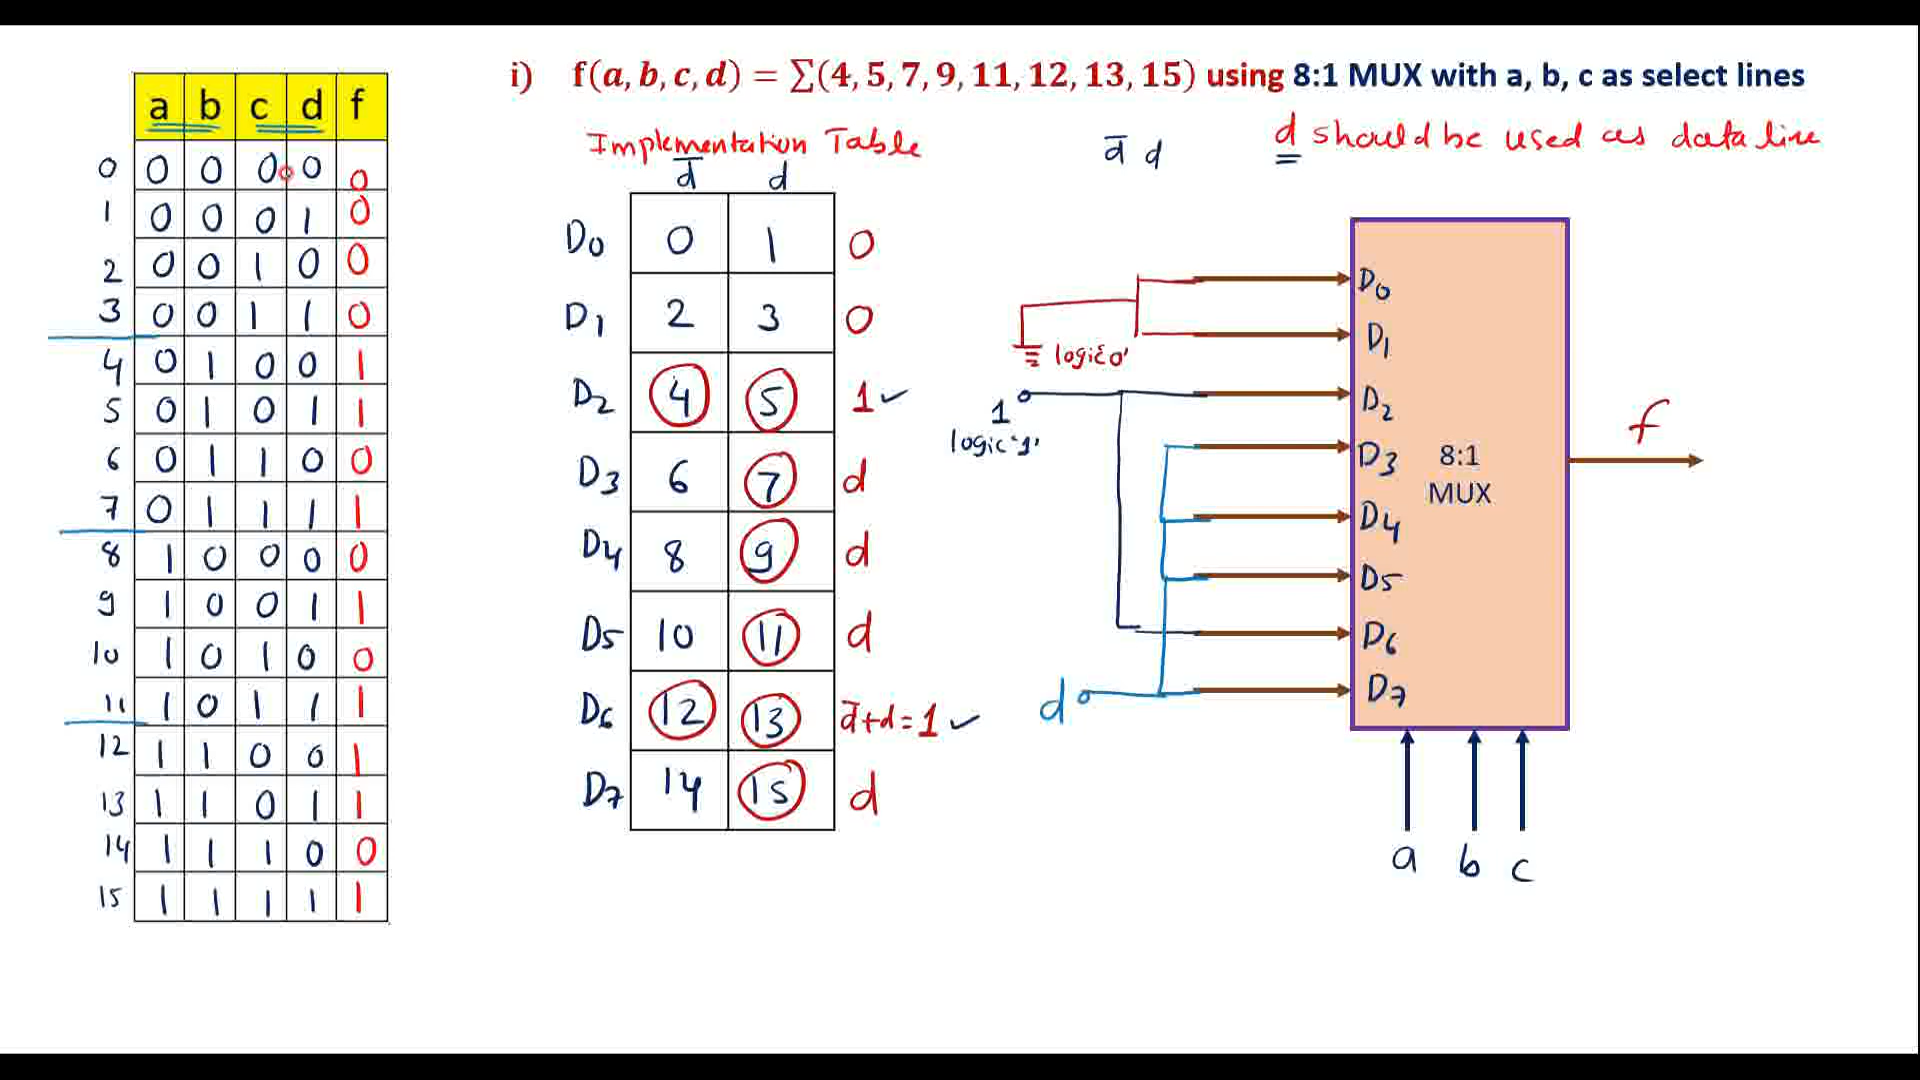 i) f(a, b, c, d) = ∑(4, 5, 7, 9, 11, 12, 13, 15) using 8:1 MUX with a, b, c as select lines
a b c d f
0 0 0 0 0 0
1 0 0 0 1 0
2 0 0 1 0 0
3 0 0 1 1 0
4 0 1 0 0 1
5 0 1 0 1 1
6 0 1 1 0 0
7 0 1 1 1 1
8 1 0 0 0 0
9 1 0 0 1 1
10 1 0 1 0 0
11 1 0 1 1 1
12 1 1 0 0 1
13 1 1 0 1 1
14 1 1 1 0 0
15 1 1 1 1 1
Implementation Table
d̅ d
D0 0 1 0
D1 2 3 0
D2 4 5 1 ✓
D3 6 7 d
D4 8 9 d
D5 10 11 d
D6 12 13 d̅+d=1 ✓
D7 14 15 d
d̅ d
d should be used as data line
logic'0'
1
logic'1'
d
D0
D1
D2
D3
D4
D5
D6
D7
8:1
MUX
f
a b c